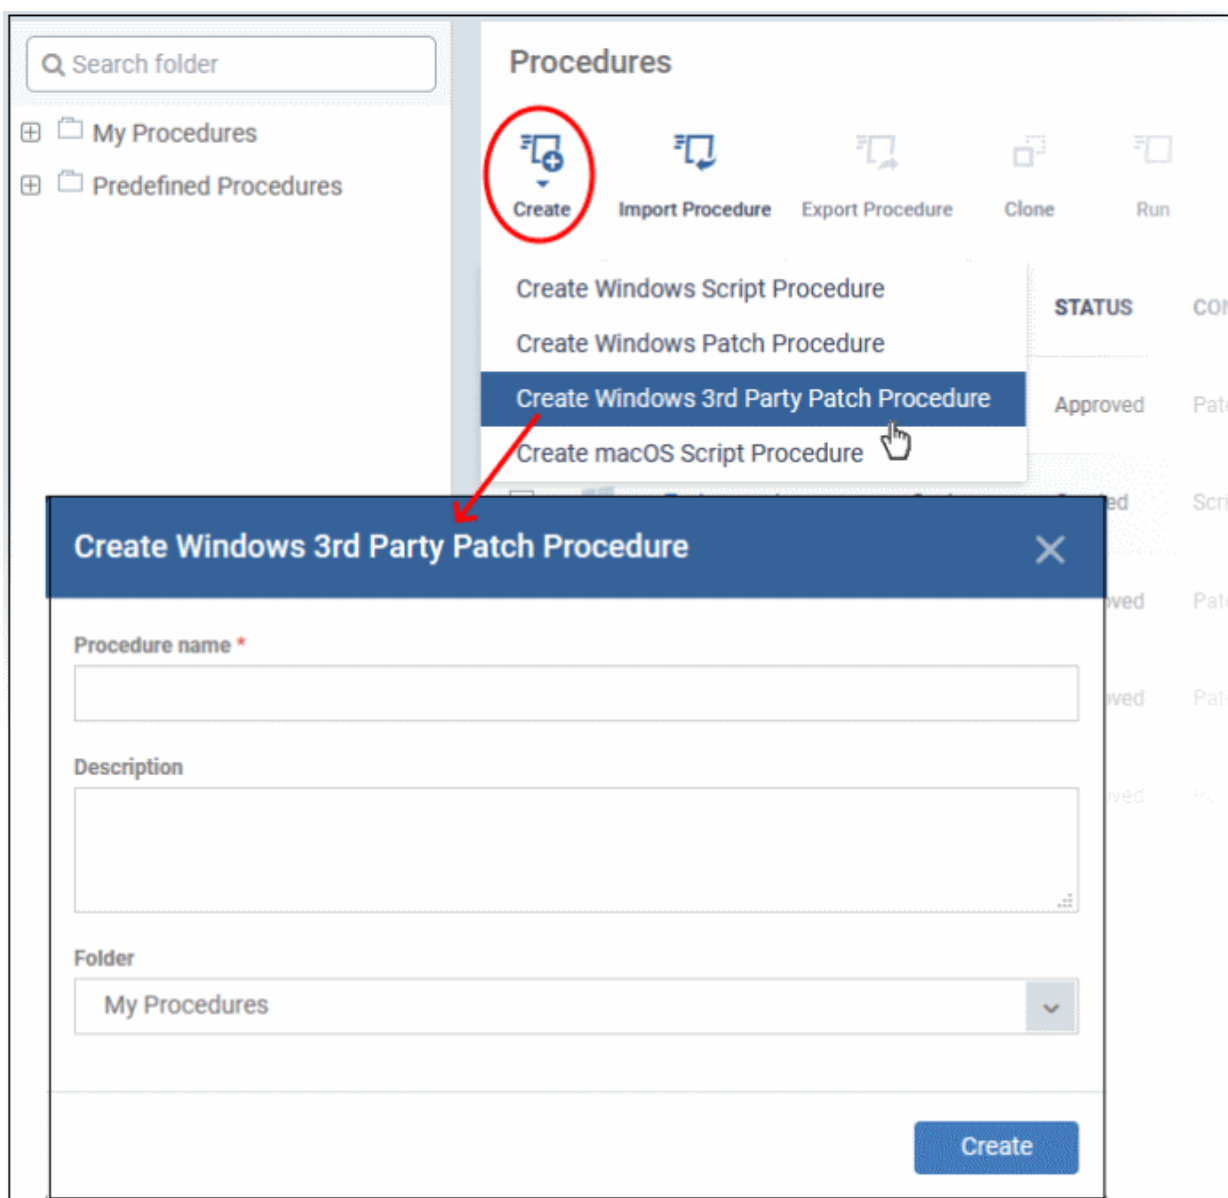 Search folder
My Procedures
Predefined Procedures
Procedures
Create
Import Procedure
Export Procedure
Clone
Run
Create Windows Script Procedure
Create Windows Patch Procedure
Create Windows 3rd Party Patch Procedure
Create macOS Script Procedure
STATUS
Approved
Create Windows 3rd Party Patch Procedure
Procedure name *
Description
Folder
My Procedures
Create